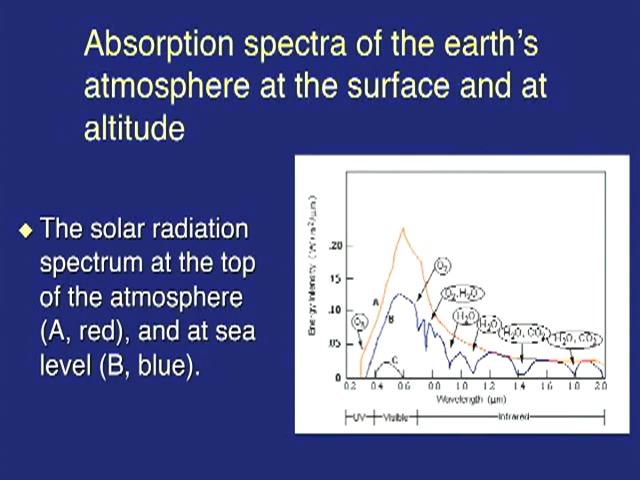 Absorption spectra of the earth's
atmosphere at the surface and at
altitude
The solar radiation
spectrum at the top
of the atmosphere
(A, red), and at sea
level (B, blue).
Energy Intensity
.20
.15
.10
.05
0
A
B
C
O3
O2
O2,H2O
H2O
H2O
H2O, CO2
H2O, CO2
0.2 0.4 0.6 0.8 1.0 1.2 1.4 1.6 1.8 2.0
Wavelength (μm)
UV Visible Infrared